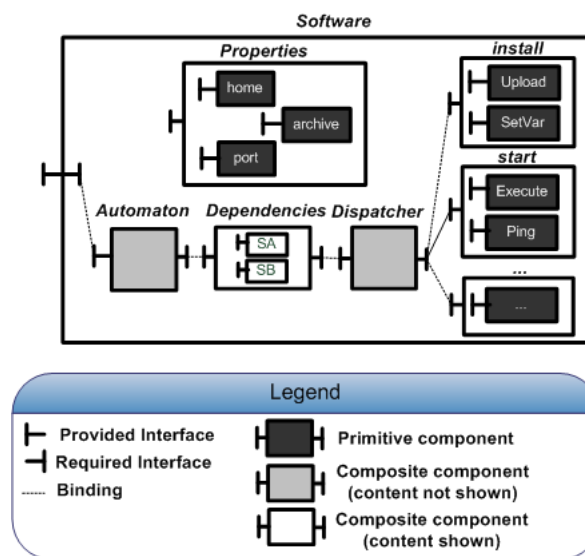 Software
Properties
home
archive
port
install
Upload
SetVar
start
Execute
Ping
...
...
Automaton
Dependencies
SA
SB
Dispatcher
Legend
Provided Interface
Required Interface
Binding
Primitive component
Composite component
(content not shown)
Composite component
(content shown)